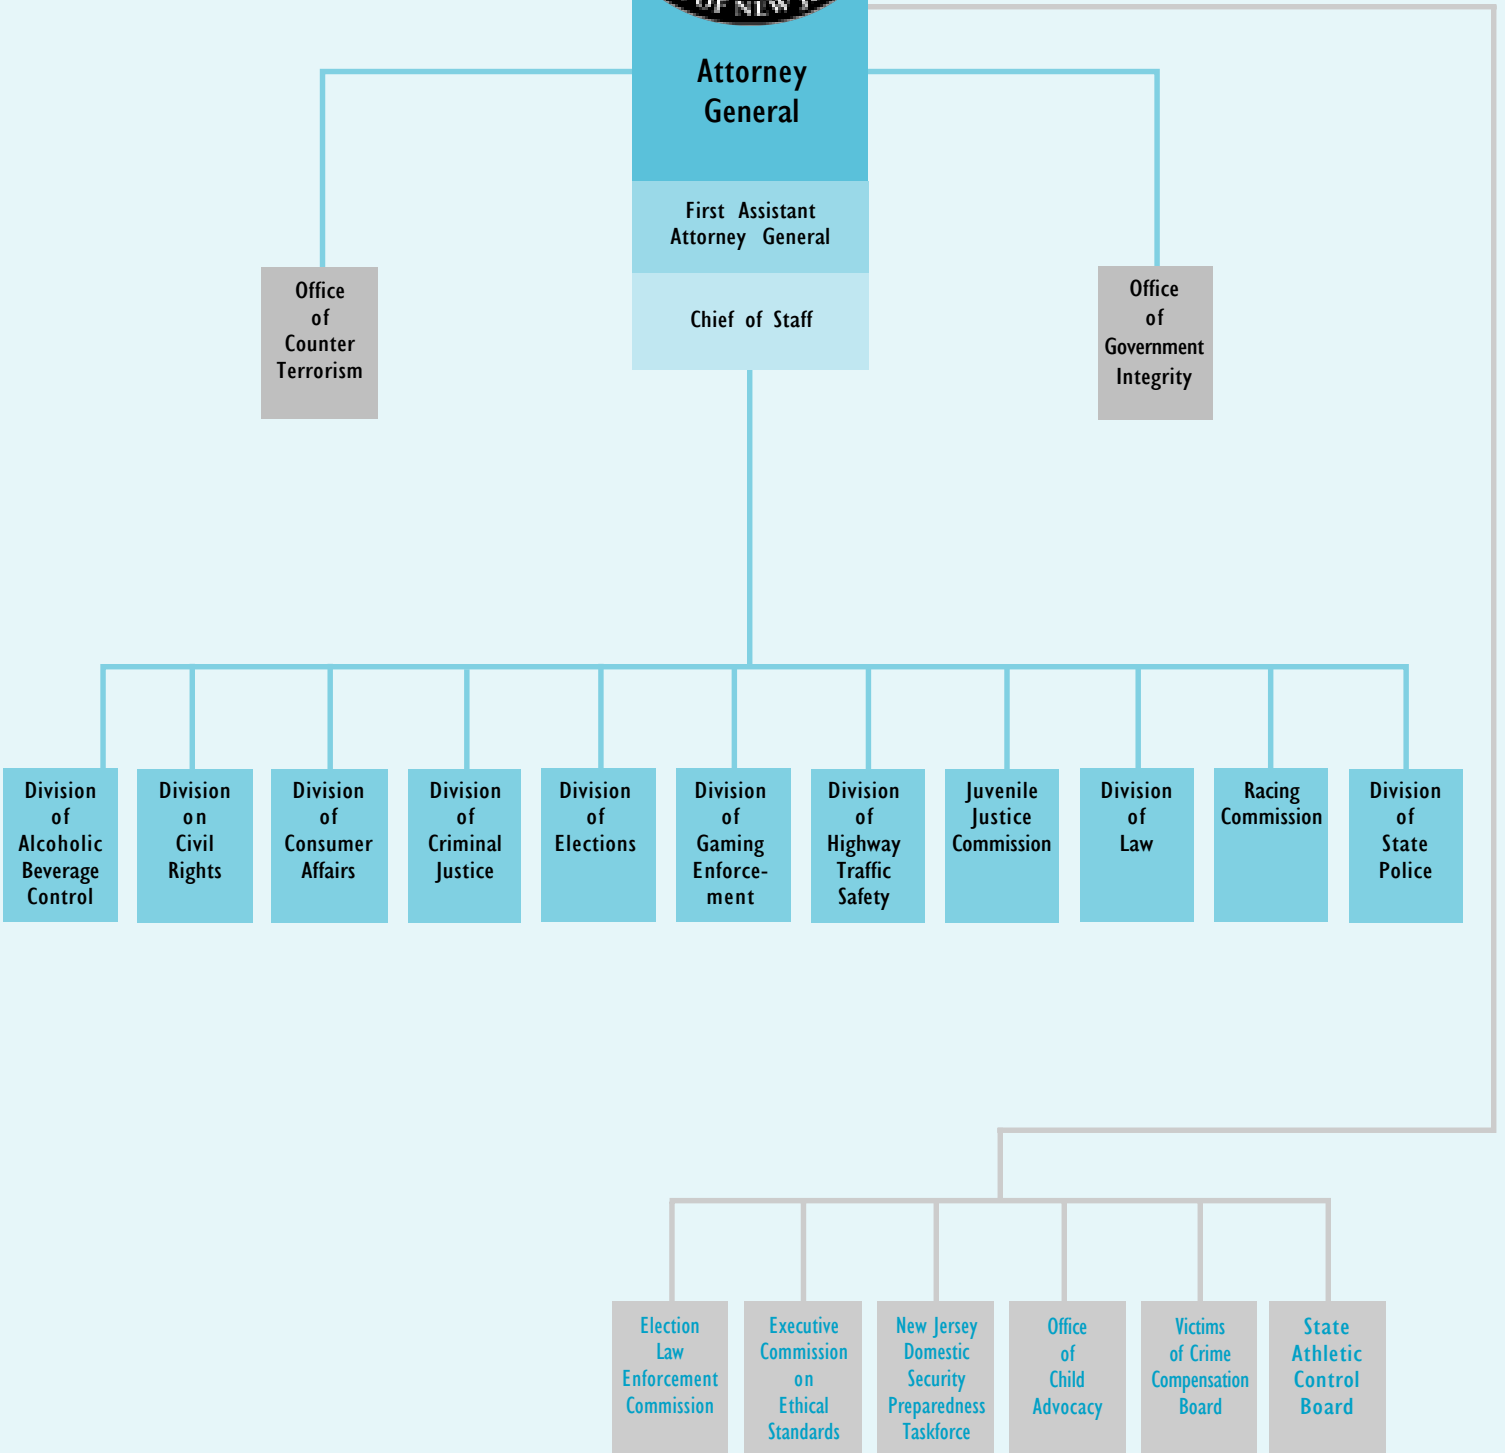 OF NEW
Attorney
General
First Assistant
Attorney General
Chief of Staff
Office
of
Counter
Terrorism
Office
of
Government
Integrity
Division
of
Alcoholic
Beverage
Control
Division
on
Civil
Rights
Division
of
Consumer
Affairs
Division
of
Criminal
Justice
Division
of
Elections
Division
of
Gaming
Enforce-
ment
Division
of
Highway
Traffic
Safety
Juvenile
Justice
Commission
Division
of
Law
Racing
Commission
Division
of
State
Police
Election
Law
Enforcement
Commission
Executive
Commission
on
Ethical
Standards
New Jersey
Domestic
Security
Preparedness
Taskforce
Office
of
Child
Advocacy
Victims
of Crime
Compensation
Board
State
Athletic
Control
Board